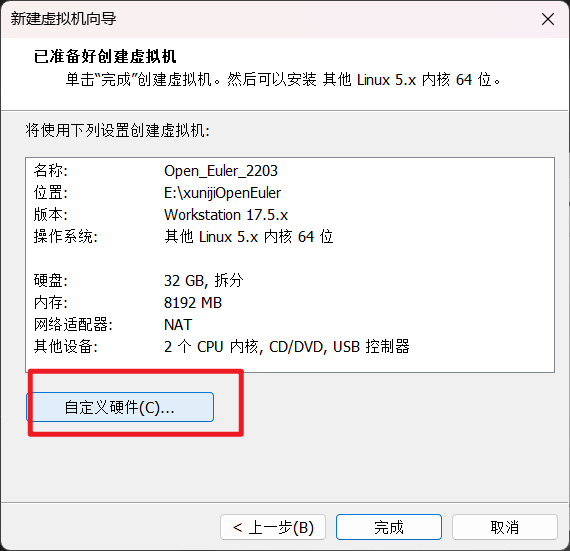 新建虚拟机向导
已准备好创建虚拟机
单击“完成”创建虚拟机。然后可以安装 其他 Linux 5.x 内核 64 位。
将使用下列设置创建虚拟机:
名称: Open_Euler_2203
位置: E:\xunijiOpenEuler
版本: Workstation 17.5.x
操作系统: 其他 Linux 5.x 内核 64 位
硬盘: 32 GB, 拆分
内存: 8192 MB
网络适配器: NAT
其他设备: 2 个 CPU 内核, CD/DVD, USB 控制器
自定义硬件(C)...
< 上一步(B) 完成 取消